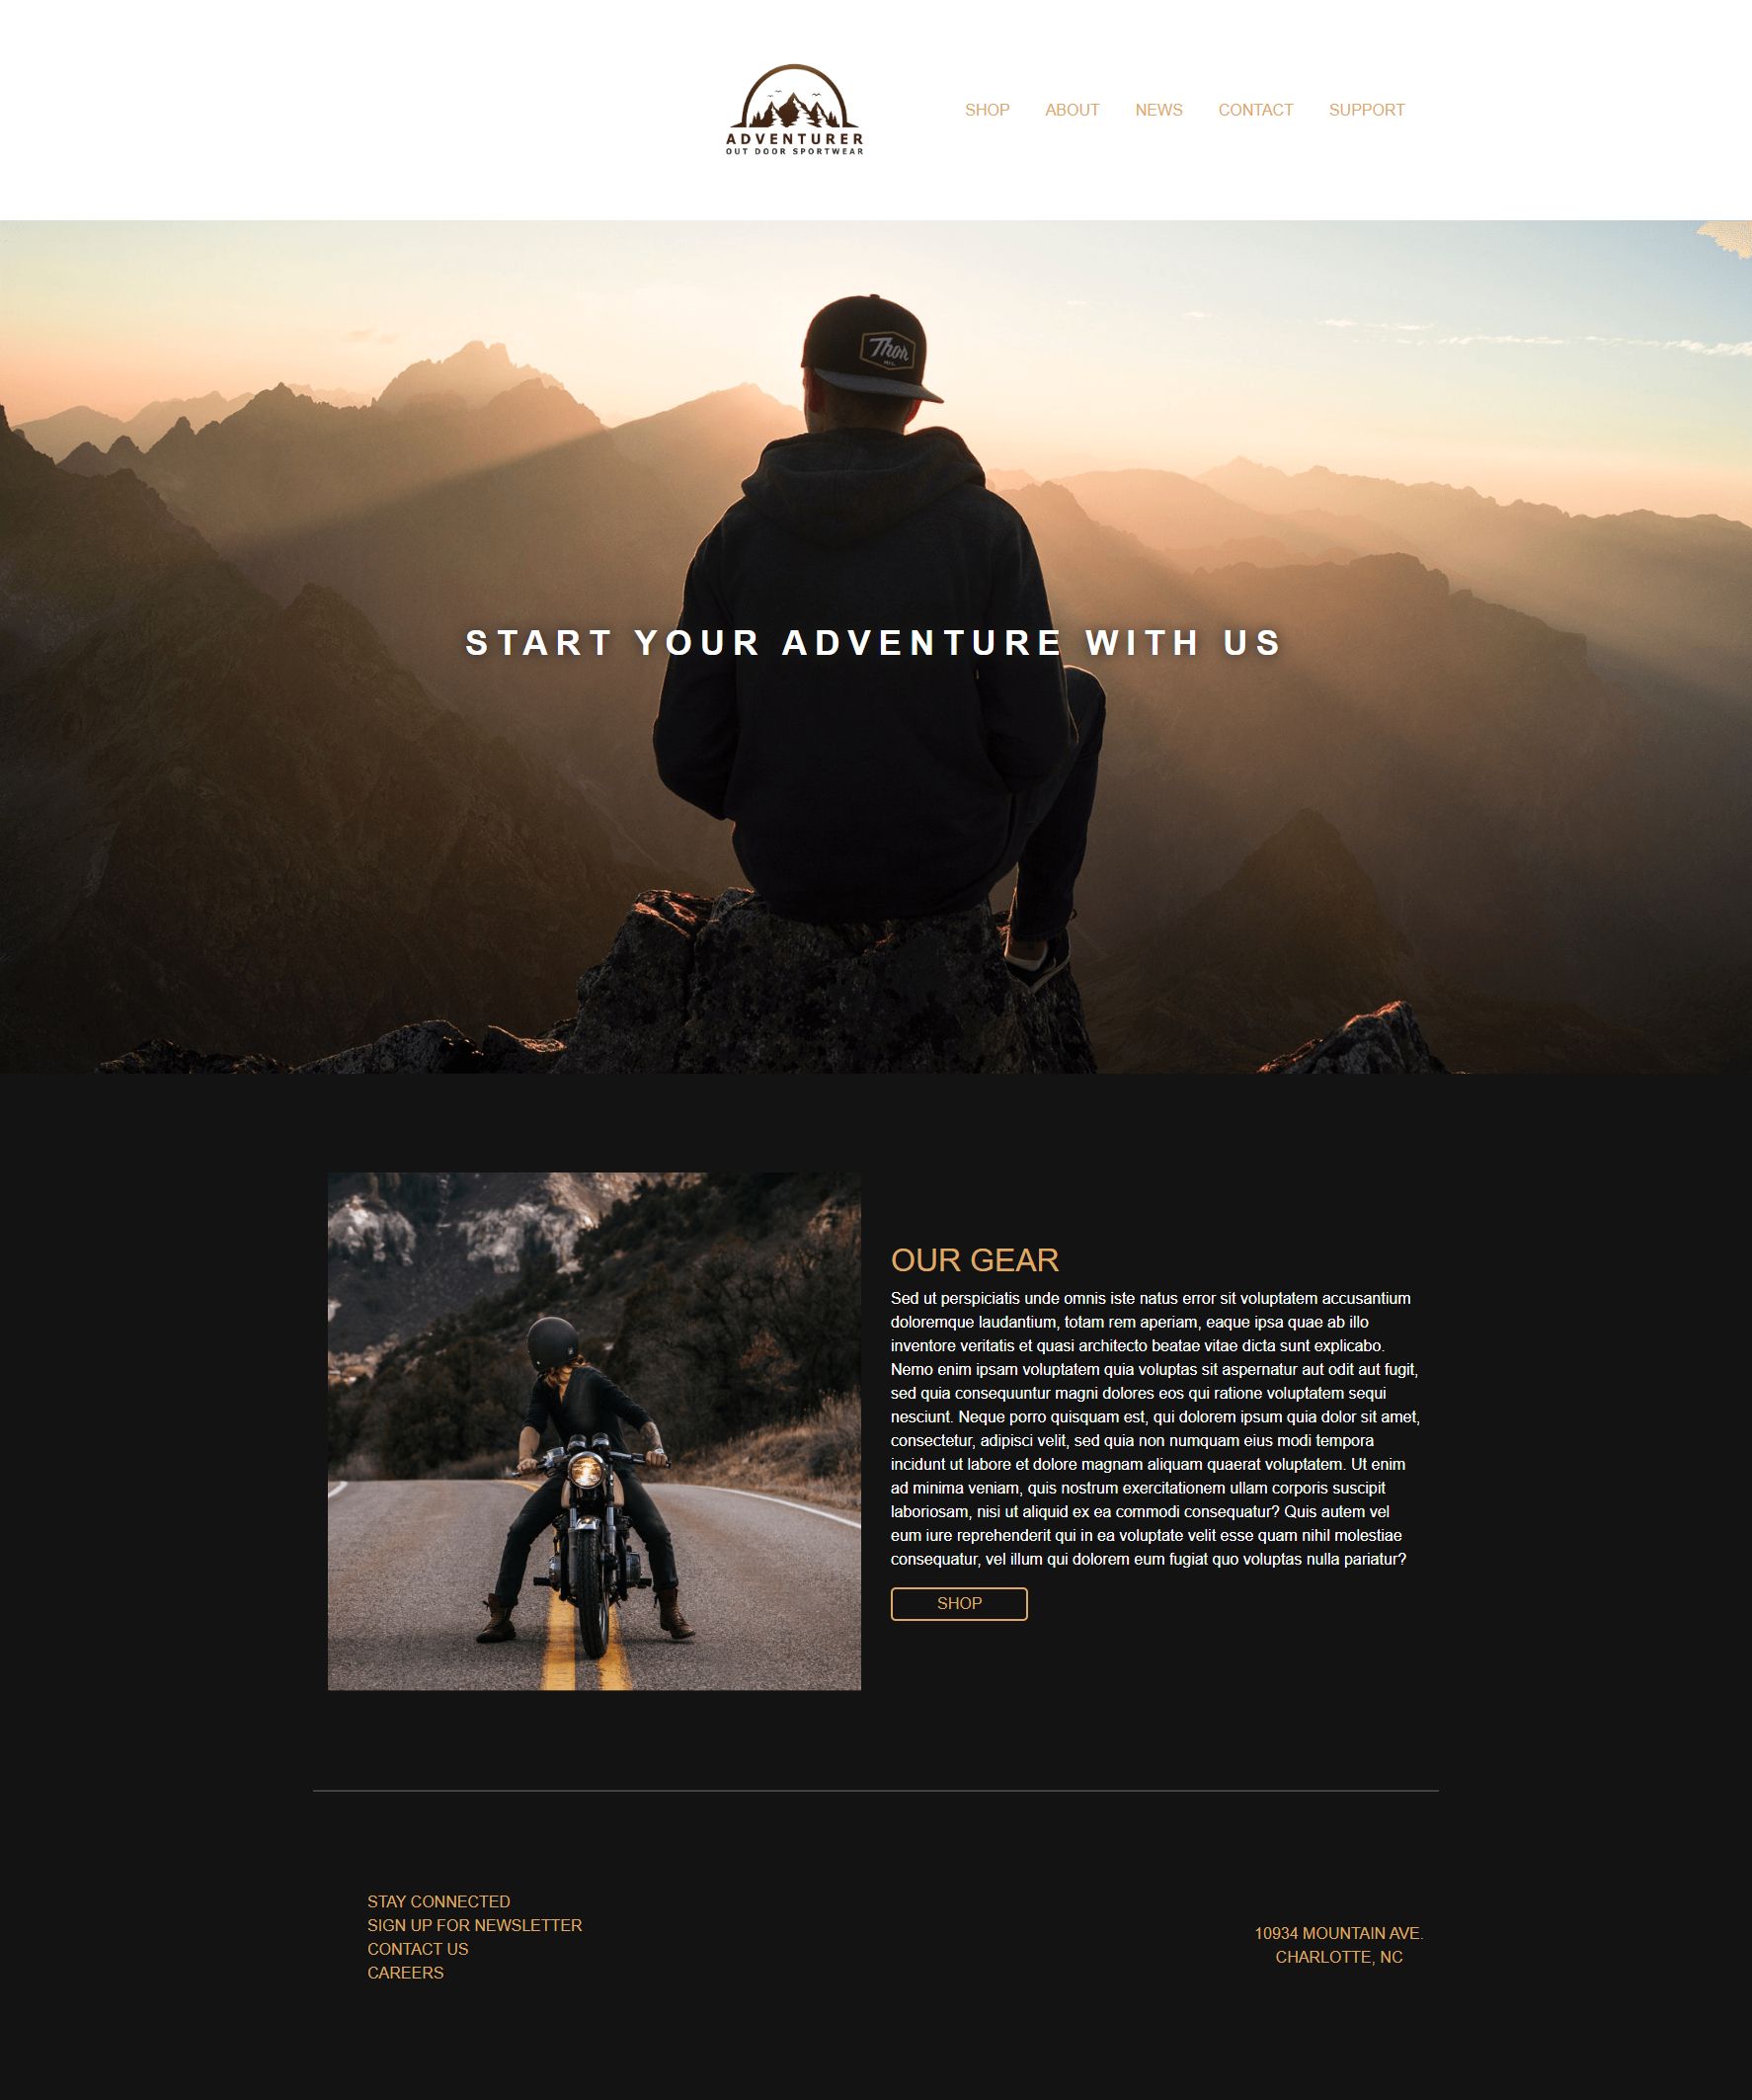 ADVENTURER
OUT DOOR SPORTWEAR
SHOP ABOUT NEWS CONTACT SUPPORT
Thor
START YOUR ADVENTURE WITH US
OUR GEAR
Sed ut perspiciatis unde omnis iste natus error sit voluptatem accusantium
doloremque laudantium, totam rem aperiam, eaque ipsa quae ab illo
inventore veritatis et quasi architecto beatae vitae dicta sunt explicabo.
Nemo enim ipsam voluptatem quia voluptas sit aspernatur aut odit aut fugit,
sed quia consequuntur magni dolores eos qui ratione voluptatem sequi
nesciunt. Neque porro quisquam est, qui dolorem ipsum quia dolor sit amet,
consectetur, adipisci velit, sed quia non numquam eius modi tempora
incidunt ut labore et dolore magnam aliquam quaerat voluptatem. Ut enim
ad minima veniam, quis nostrum exercitationem ullam corporis suscipit
laboriosam, nisi ut aliquid ex ea commodi consequatur? Quis autem vel
eum iure reprehenderit qui in ea voluptate velit esse quam nihil molestiae
consequatur, vel illum qui dolorem eum fugiat quo voluptas nulla pariatur?
SHOP
STAY CONNECTED
SIGN UP FOR NEWSLETTER
CONTACT US
CAREERS
10934 MOUNTAIN AVE.
CHARLOTTE, NC